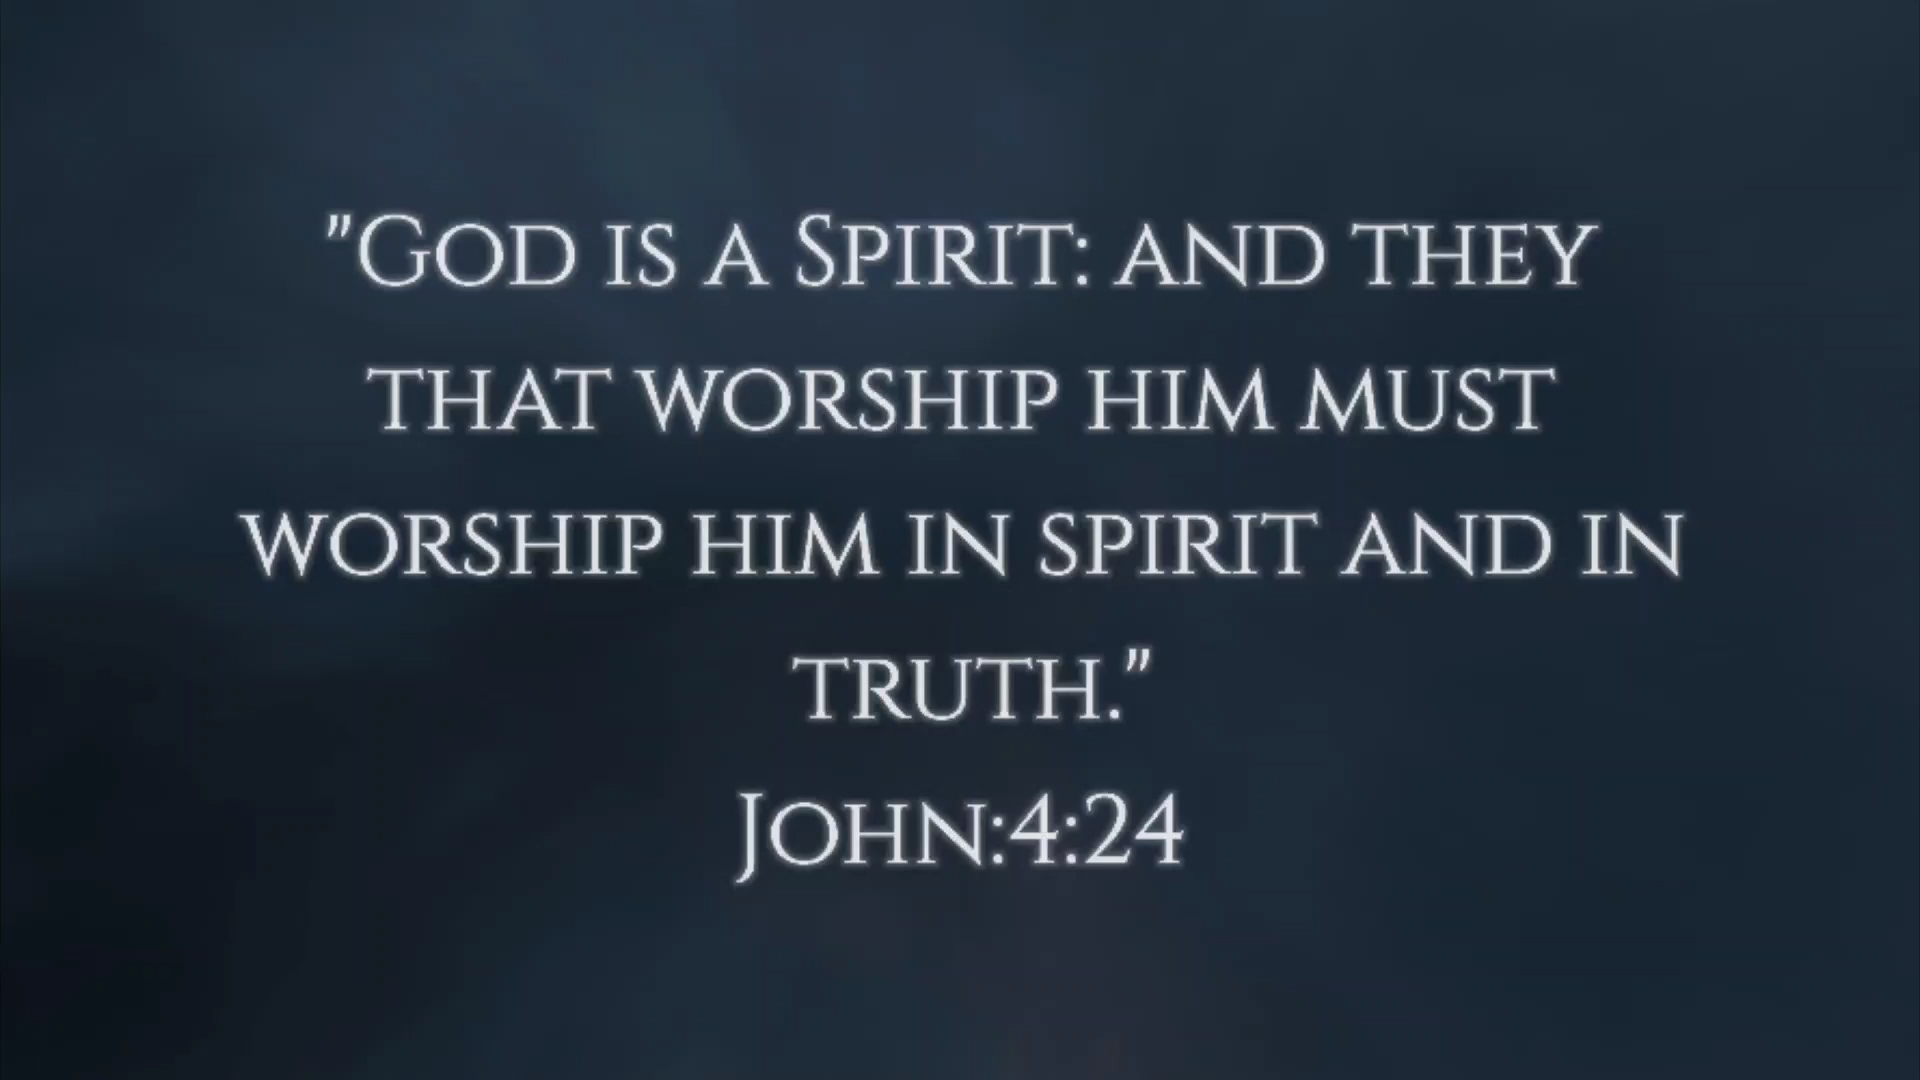 "God is a Spirit: and they
that worship him must
worship him in spirit and in
truth."
John:4:24